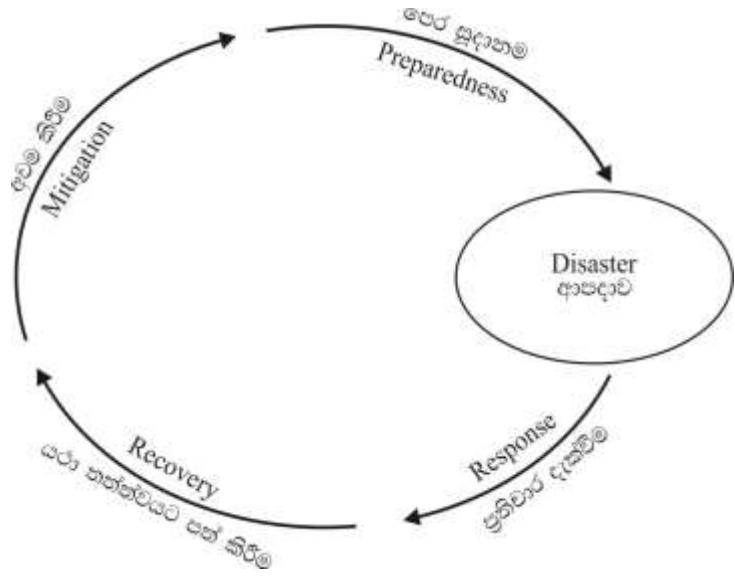 පෙර සූදානම
Preparedness
Disaster
ආපදාව
Response
ප්‍රතිචාර දැක්වීම
Recovery
යථා තත්ත්වයට පත් කිරීම
අවම කිරීම
Mitigation